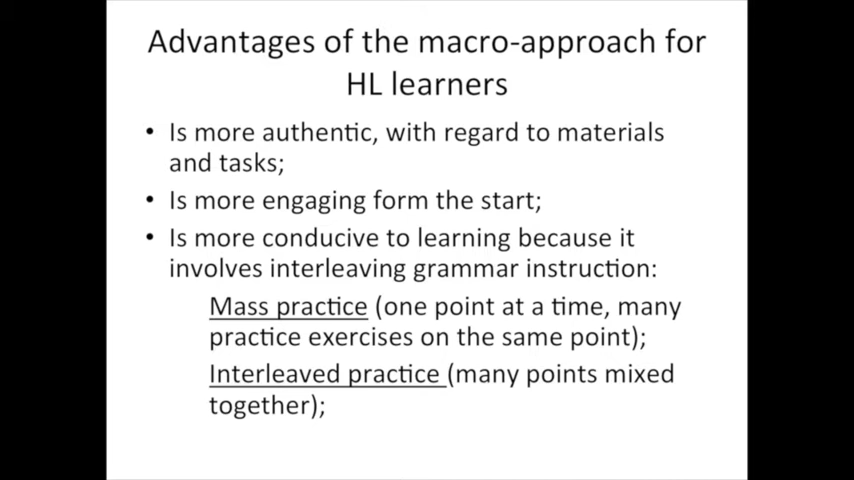 Advantages of the macro-approach for
HL learners
• Is more authentic, with regard to materials
and tasks;
• Is more engaging form the start;
• Is more conducive to learning because it
involves interleaving grammar instruction:
Mass practice (one point at a time, many
practice exercises on the same point);
Interleaved practice (many points mixed
together);